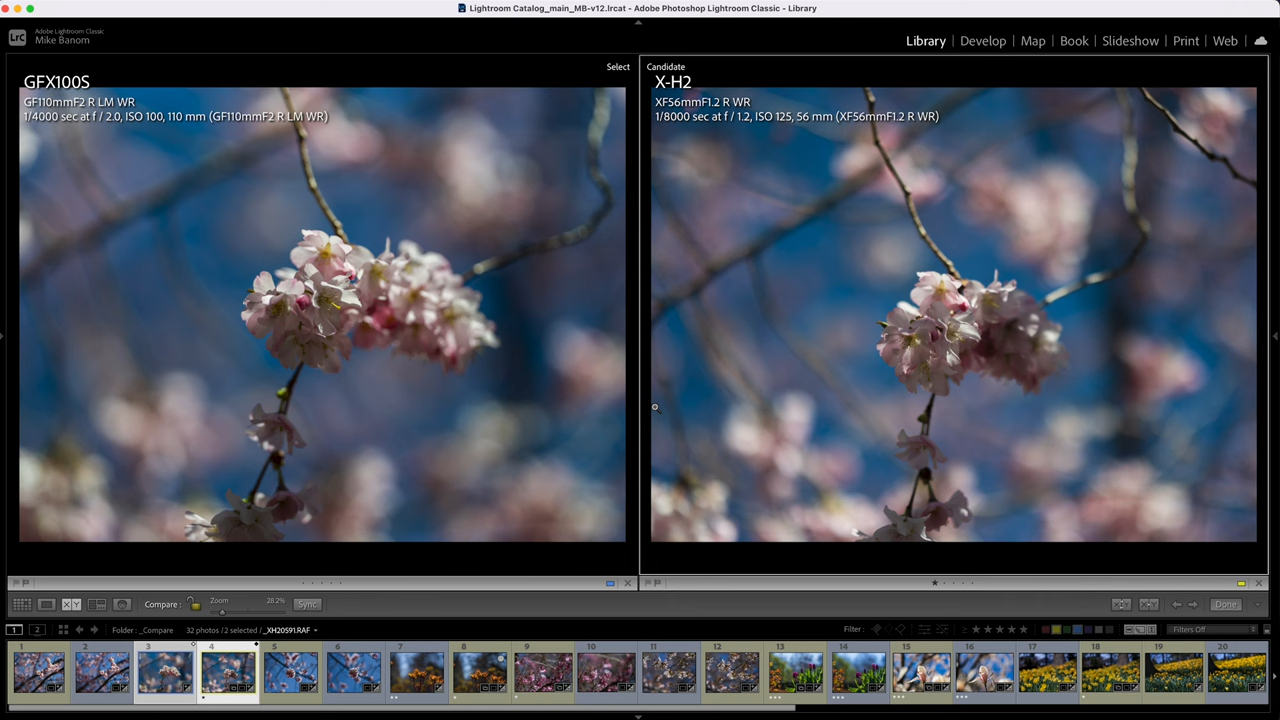 Lightroom Catalog_main_MB-v12.lrcat - Adobe Photoshop Lightroom Classic - Library
LrC
Adobe Lightroom Classic
Mike Banom
Library | Develop | Map | Book | Slideshow | Print | Web
Select
GFX100S
GF110mmF2 R LM WR
1/4000 sec at f / 2.0, ISO 100, 110 mm (GF110mmF2 R LM WR)
Candidate
X-H2
XF56mmF1.2 R WR
1/8000 sec at f / 1.2, ISO 125, 56 mm (XF56mmF1.2 R WR)
XY Compare : Zoom 28.2% Sync Done
1 2 Folder : _Compare 32 photos /2 selected /_XH20591.RAF Filter : Filters Off
1 2 3 4 5 6 7 8 9 10 11 12 13 14 15 16 17 18 19 20